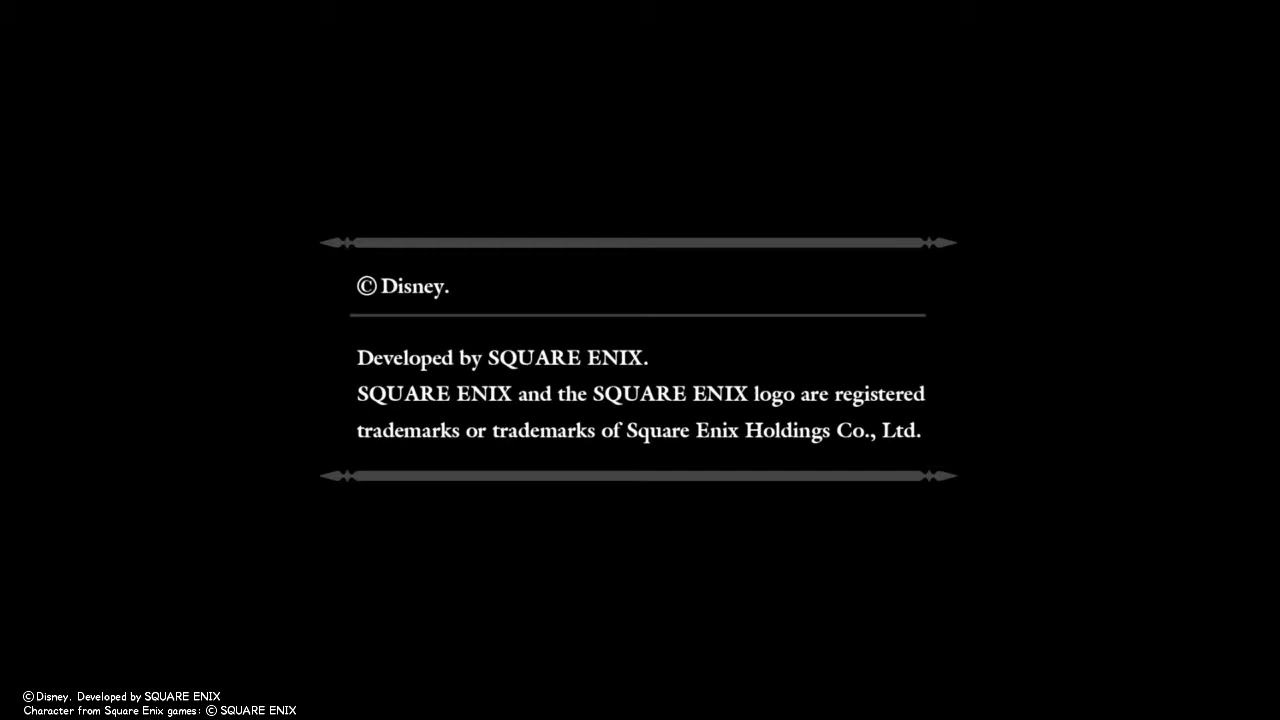 © Disney.
Developed by SQUARE ENIX.
SQUARE ENIX and the SQUARE ENIX logo are registered
trademarks or trademarks of Square Enix Holdings Co., Ltd.
© Disney. Developed by SQUARE ENIX
Character from Square Enix games: © SQUARE ENIX